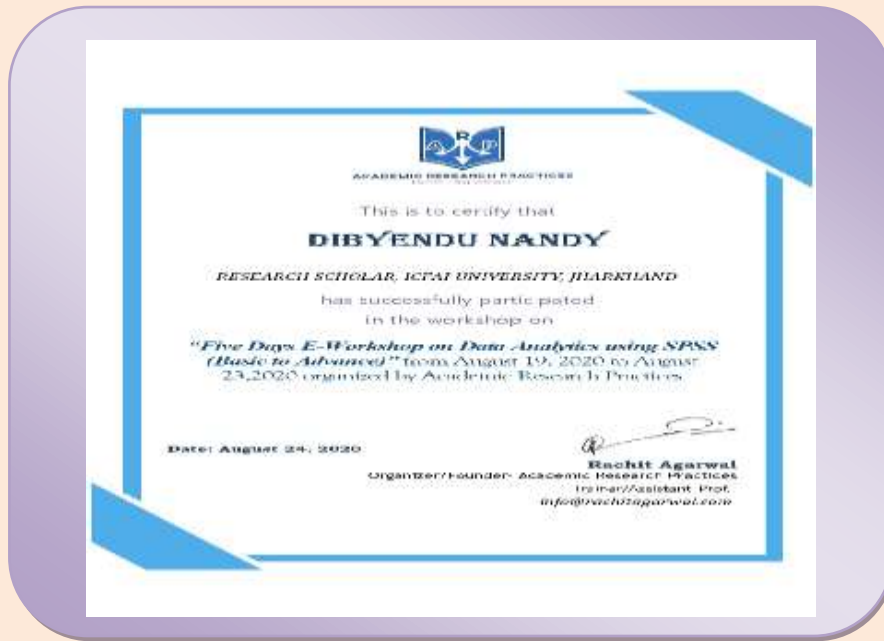 A R P
ACADEMIC RESEARCH PRACTICES
This is to certify that
DIBYENDU NANDY
RESEARCH SCHOLAR, ICFAI UNIVERSITY, JHARKHAND
has successfully participated
in the workshop on
"Five Days E-Workshop on Data Analytics using SPSS
(Basic to Advance)" from August 19, 2020 to August
23,2020 organized by Academic Research Practices
Date: August 24, 2020
Rachit Agarwal
Organizer/Founder- Academic Research Practices
Trainer/Assistant Prof.
info@rachitagarwal.com